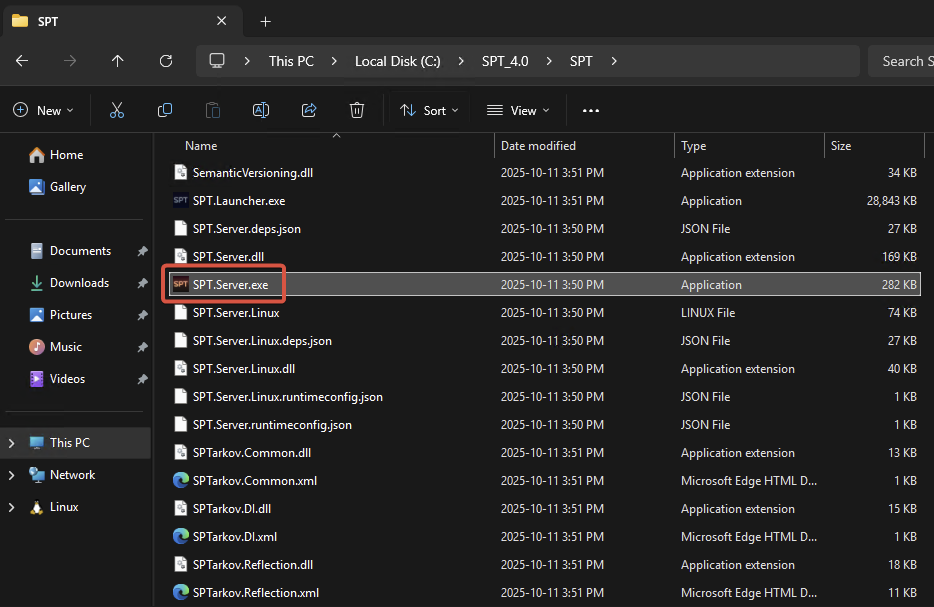 SPT
This PC > Local Disk (C:) > SPT_4.0 > SPT >
Search S
New Sort View
Name Date modified Type Size
Home
Gallery
Documents
Downloads
Pictures
Music
Videos
This PC
Network
Linux
SemanticVersioning.dll 2025-10-11 3:51 PM Application extension 34 KB
SPT SPT.Launcher.exe 2025-10-11 3:51 PM Application 28,843 KB
SPT.Server.deps.json 2025-10-11 3:51 PM JSON File 27 KB
SPT.Server.dll 2025-10-11 3:51 PM Application extension 169 KB
SPT SPT.Server.exe 2025-10-11 3:50 PM Application 282 KB
SPT.Server.Linux 2025-10-11 3:50 PM LINUX File 74 KB
SPT.Server.Linux.deps.json 2025-10-11 3:50 PM JSON File 27 KB
SPT.Server.Linux.dll 2025-10-11 3:50 PM Application extension 40 KB
SPT.Server.Linux.runtimeconfig.json 2025-10-11 3:50 PM JSON File 1 KB
SPT.Server.runtimeconfig.json 2025-10-11 3:50 PM JSON File 1 KB
SPTarkov.Common.dll 2025-10-11 3:51 PM Application extension 13 KB
SPTarkov.Common.xml 2025-10-11 3:51 PM Microsoft Edge HTML D... 1 KB
SPTarkov.DI.dll 2025-10-11 3:51 PM Application extension 15 KB
SPTarkov.DI.xml 2025-10-11 3:51 PM Microsoft Edge HTML D... 1 KB
SPTarkov.Reflection.dll 2025-10-11 3:51 PM Application extension 18 KB
SPTarkov.Reflection.xml 2025-10-11 3:51 PM Microsoft Edge HTML D... 11 KB